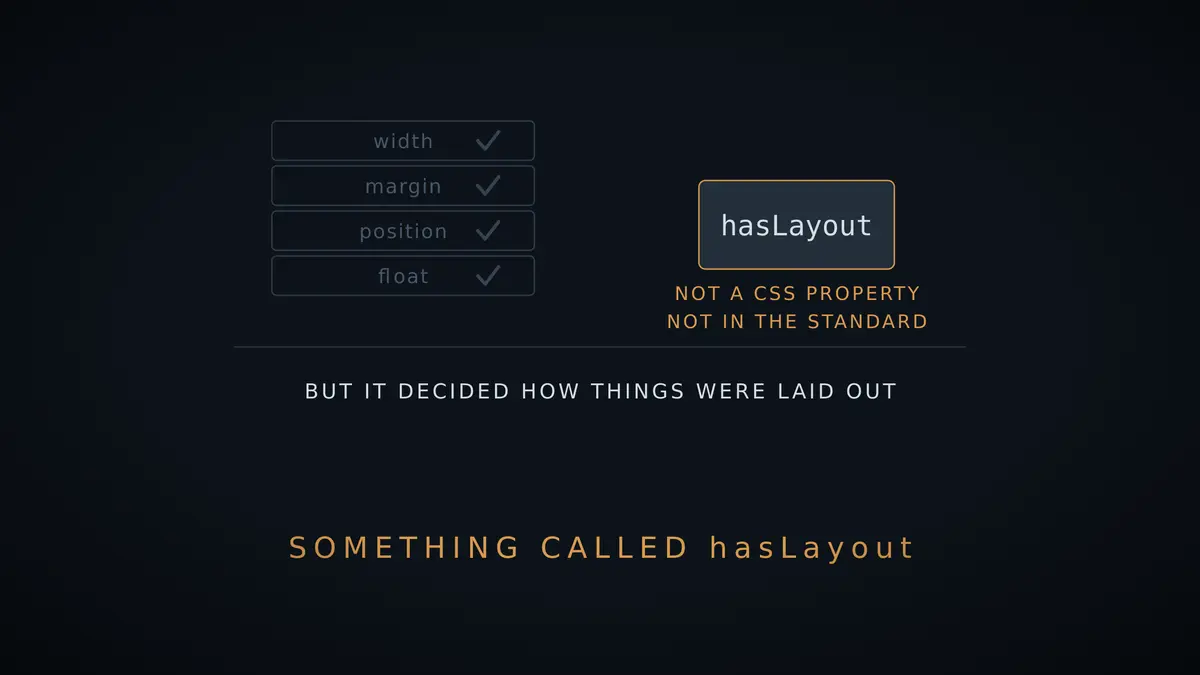 width
margin
position
float
hasLayout
NOT A CSS PROPERTY
NOT IN THE STANDARD
BUT IT DECIDED HOW THINGS WERE LAID OUT
SOMETHING CALLED hasLayout